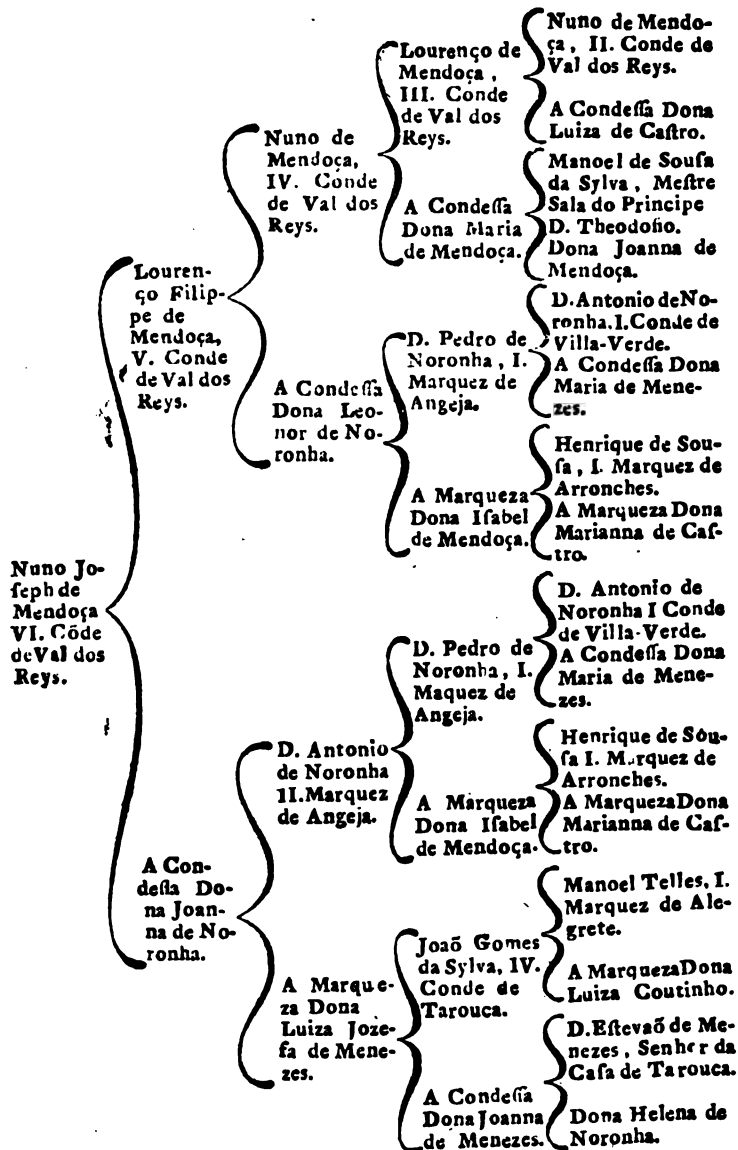 Nuno Jo-
ſeph de
Mendoça
VI. Cõde
de Val dos
Reys.
Louren-
ço Filip-
pe de
Mendoça,
V. Conde
de Val dos
Reys.
A Con-
deſſa Do-
na Joan-
na de No-
ronha.
Nuno de
Mendoça,
IV. Conde
de Val dos
Reys.
A Condeſſa
Dona Leo-
nor de No-
ronha.
D. Antonio
de Noronha
II. Marquez
de Angeja.
A Marque-
za Dona
Luiza Joze-
fa de Mene-
zes.
Lourenço de
Mendoça,
III. Conde
de Val dos
Reys.
A Condeſſa
Dona Maria
de Mendoça.
D. Pedro de
Noronha, I.
Marquez de
Angeja.
A Marqueza
Dona Iſabel
de Mendoça.
D. Pedro de
Noronha, I.
Maquez de
Angeja.
A Marqueza
Dona Iſabel
de Mendoça.
Joaõ Gomes
da Sylva, IV.
Conde de
Tarouca.
A Condeſſa
Dona Joanna
de Menezes.
Nuno de Mendo-
ça, II. Conde de
Val dos Reys.
A Condeſſa Dona
Luiza de Caſtro.
Manoel de Souſa
da Sylva, Meſtre
Sala do Principe
D. Theodoſio.
Dona Joanna de
Mendoça.
D. Antonio de No-
ronha. I. Conde de
Villa-Verde.
A Condeſſa Dona
Maria de Mene-
zes.
Henrique de Sou-
ſa, I. Marquez de
Arronches.
A Marqueza Dona
Marianna de Caſ-
tro.
D. Antonio de
Noronha I Conde
de Villa-Verde.
A Condeſſa Dona
Maria de Mene-
zes.
Henrique de Sou-
ſa I. Marquez de
Arronches.
A Marqueza Dona
Marianna de Caſ-
tro.
Manoel Telles, I.
Marquez de Ale-
grete.
A Marqueza Dona
Luiza Coutinho.
D. Eſtevaõ de Me-
nezes, Senhor da
Caſa de Tarouca.
Dona Helena de
Noronha.